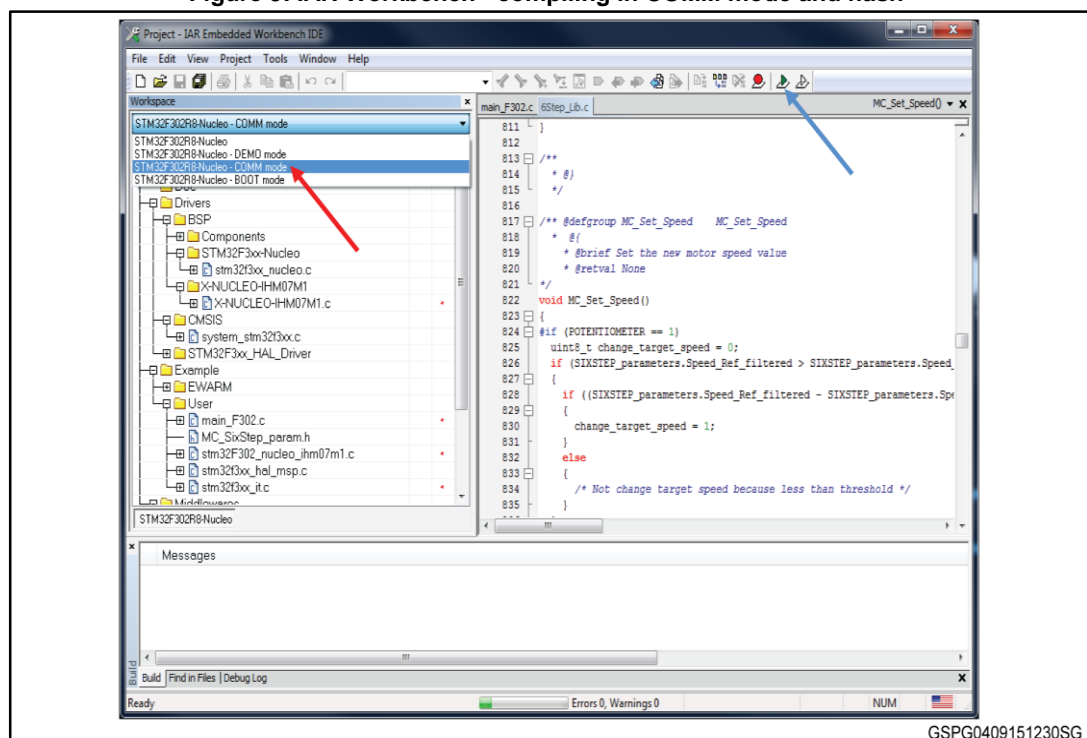 Project - IAR Embedded Workbench IDE
File Edit View Project Tools Window Help
Workspace
STM32F302R8-Nucleo - COMM mode
STM32F302R8-Nucleo
STM32F302R8-Nucleo - DEMO mode
STM32F302R8-Nucleo - COMM mode
STM32F302R8-Nucleo - BOOT mode
Drivers
BSP
Components
STM32F3xx-Nucleo
stm32f3xx_nucleo.c
X-NUCLEO-IHM07M1
X-NUCLEO-IHM07M1.c
CMSIS
system_stm32f3xx.c
STM32F3xx_HAL_Driver
Example
EWARM
User
main_F302.c
MC_SixStep_param.h
stm32F302_nucleo_ihm07m1.c
stm32f3xx_hal_msp.c
stm32f3xx_it.c
STM32F302R8-Nucleo
main_F302.c 6Step_Lib.c MC_Set_Speed()
811 }
812
813 /**
814 * @}
815 */
816
817 /** @defgroup MC_Set_Speed MC_Set_Speed
818 * @{
819 * @brief Set the new motor speed value
820 * @retval None
821 */
822 void MC_Set_Speed()
823 {
824 #if (POTENTIOMETER == 1)
825 uint8_t change_target_speed = 0;
826 if (SIXSTEP_parameters.Speed_Ref_filtered > SIXSTEP_parameters.Speed_
827 {
828 if ((SIXSTEP_parameters.Speed_Ref_filtered - SIXSTEP_parameters.Spe
829 {
830 change_target_speed = 1;
831 }
832 else
833 {
834 /* Not change target speed because less than threshold */
835 }
Messages
Build
Build Find in Files Debug Log
Ready Errors 0, Warnings 0 NUM
GSPG0409151230SG